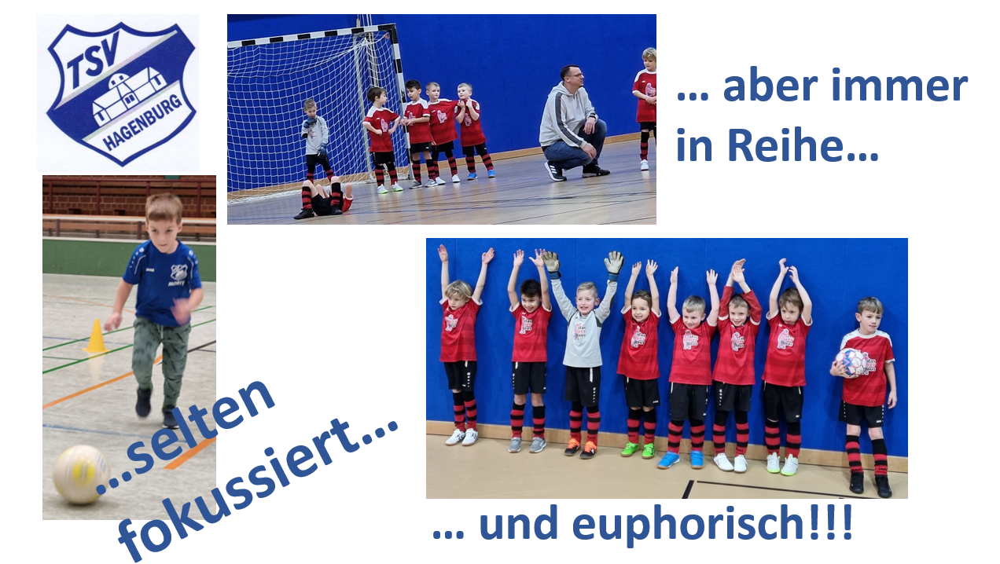 TSV
HAGENBURG
...selten
fokussiert...
... aber immer
in Reihe...
... und euphorisch!!!